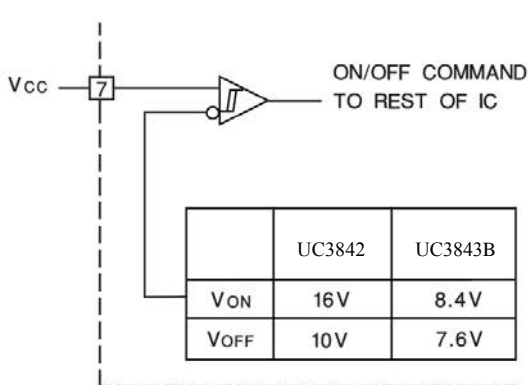 Vcc
7
ON/OFF COMMAND
TO REST OF IC
UC3842 UC3843B
VON 16V 8.4V
VOFF 10V 7.6V